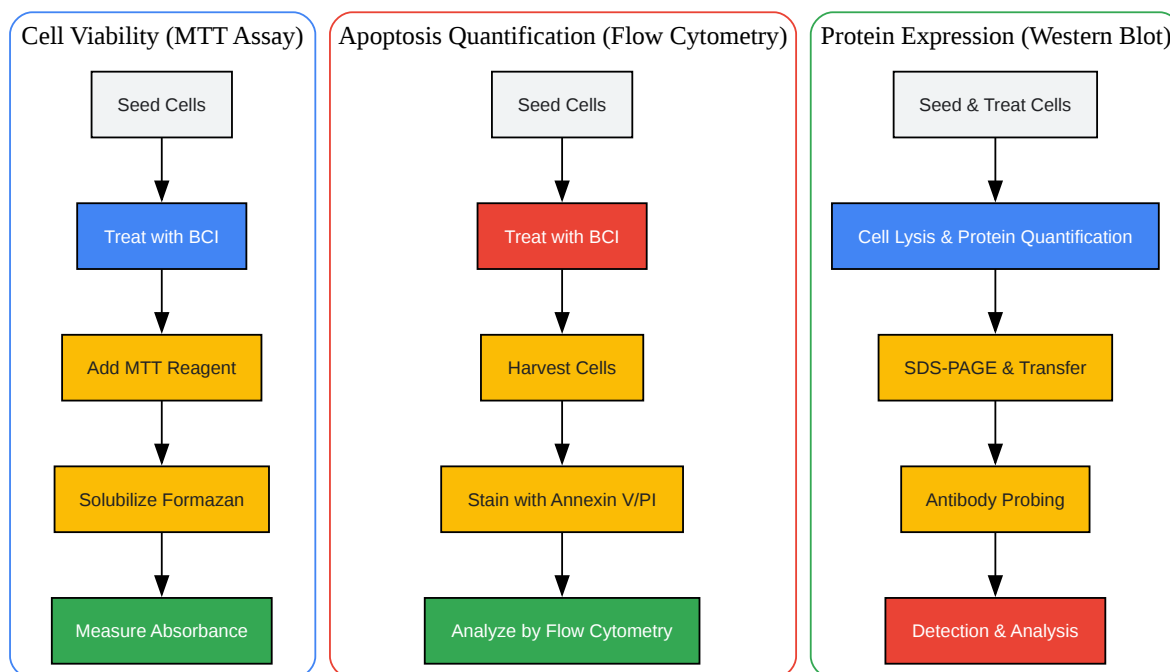 Cell Viability (MTT Assay)
Seed Cells
Treat with BCI
Add MTT Reagent
Solubilize Formazan
Measure Absorbance
Apoptosis Quantification (Flow Cytometry)
Seed Cells
Treat with BCI
Harvest Cells
Stain with Annexin V/PI
Analyze by Flow Cytometry
Protein Expression (Western Blot)
Seed & Treat Cells
Cell Lysis & Protein Quantification
SDS-PAGE & Transfer
Antibody Probing
Detection & Analysis